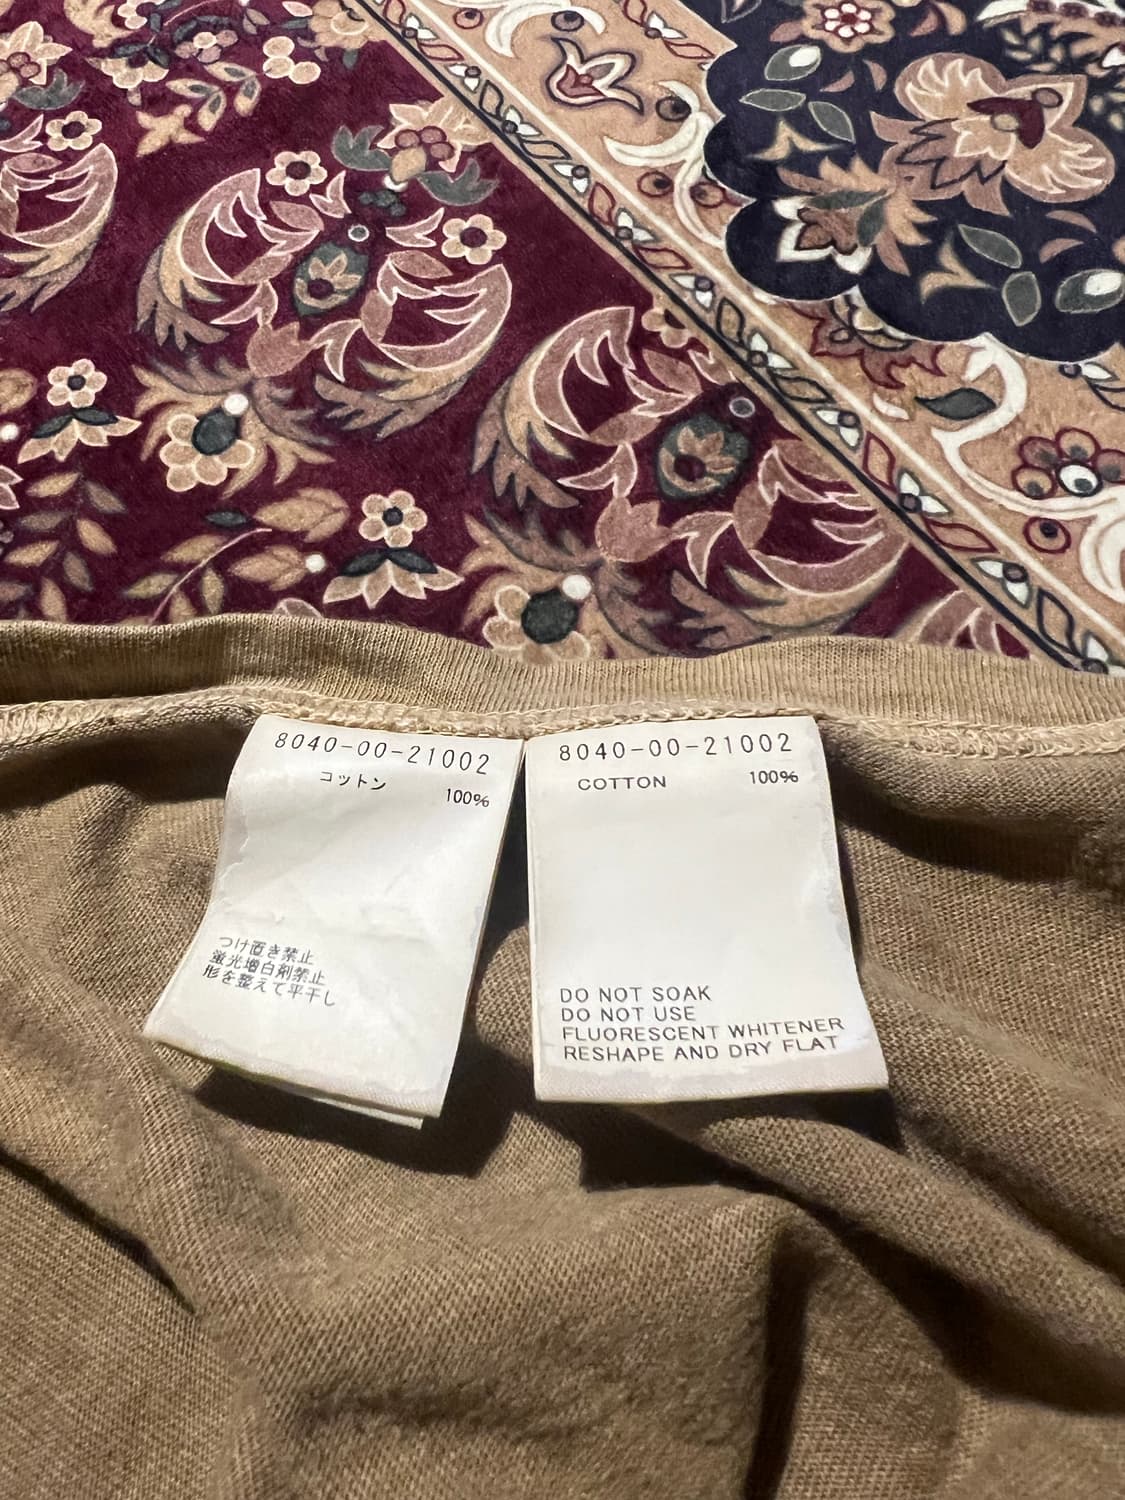 8040-00-21002
コットン
100%
つけ置き禁止
蛍光増白剤禁止
形を整えて平干し
8040-00-21002
COTTON 100%
DO NOT SOAK
DO NOT USE
FLUORESCENT WHITENER
RESHAPE AND DRY FLAT